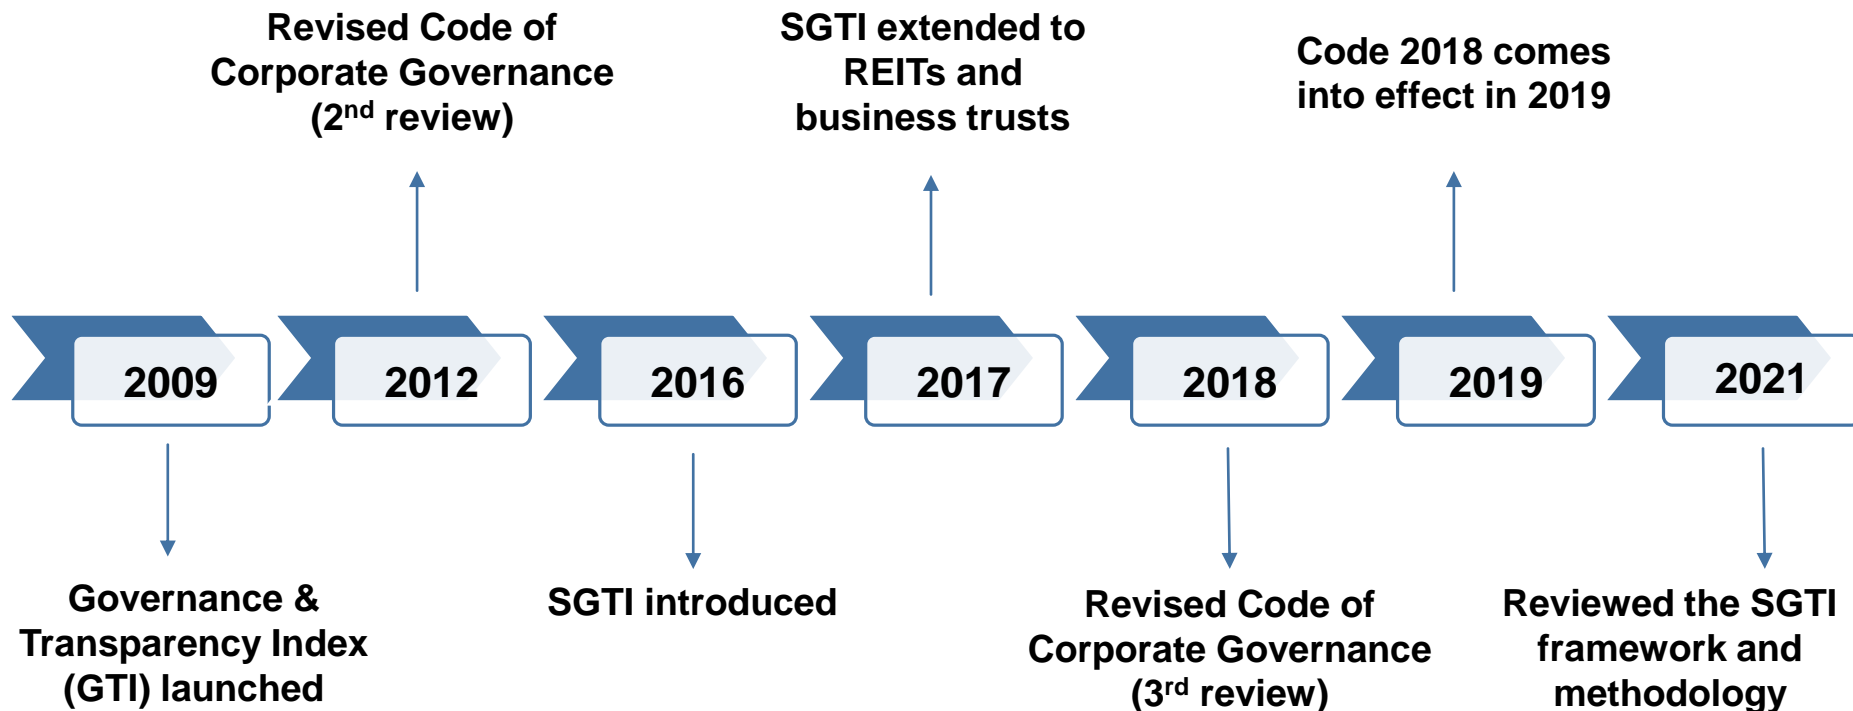 Revised Code of
Corporate Governance
(2nd review)
SGTI extended to
REITs and
business trusts
Code 2018 comes
into effect in 2019
2009
2012
2016
2017
2018
2019
2021
Governance &
Transparency Index
(GTI) launched
SGTI introduced
Revised Code of
Corporate Governance
(3rd review)
Reviewed the SGTI
framework and
methodology